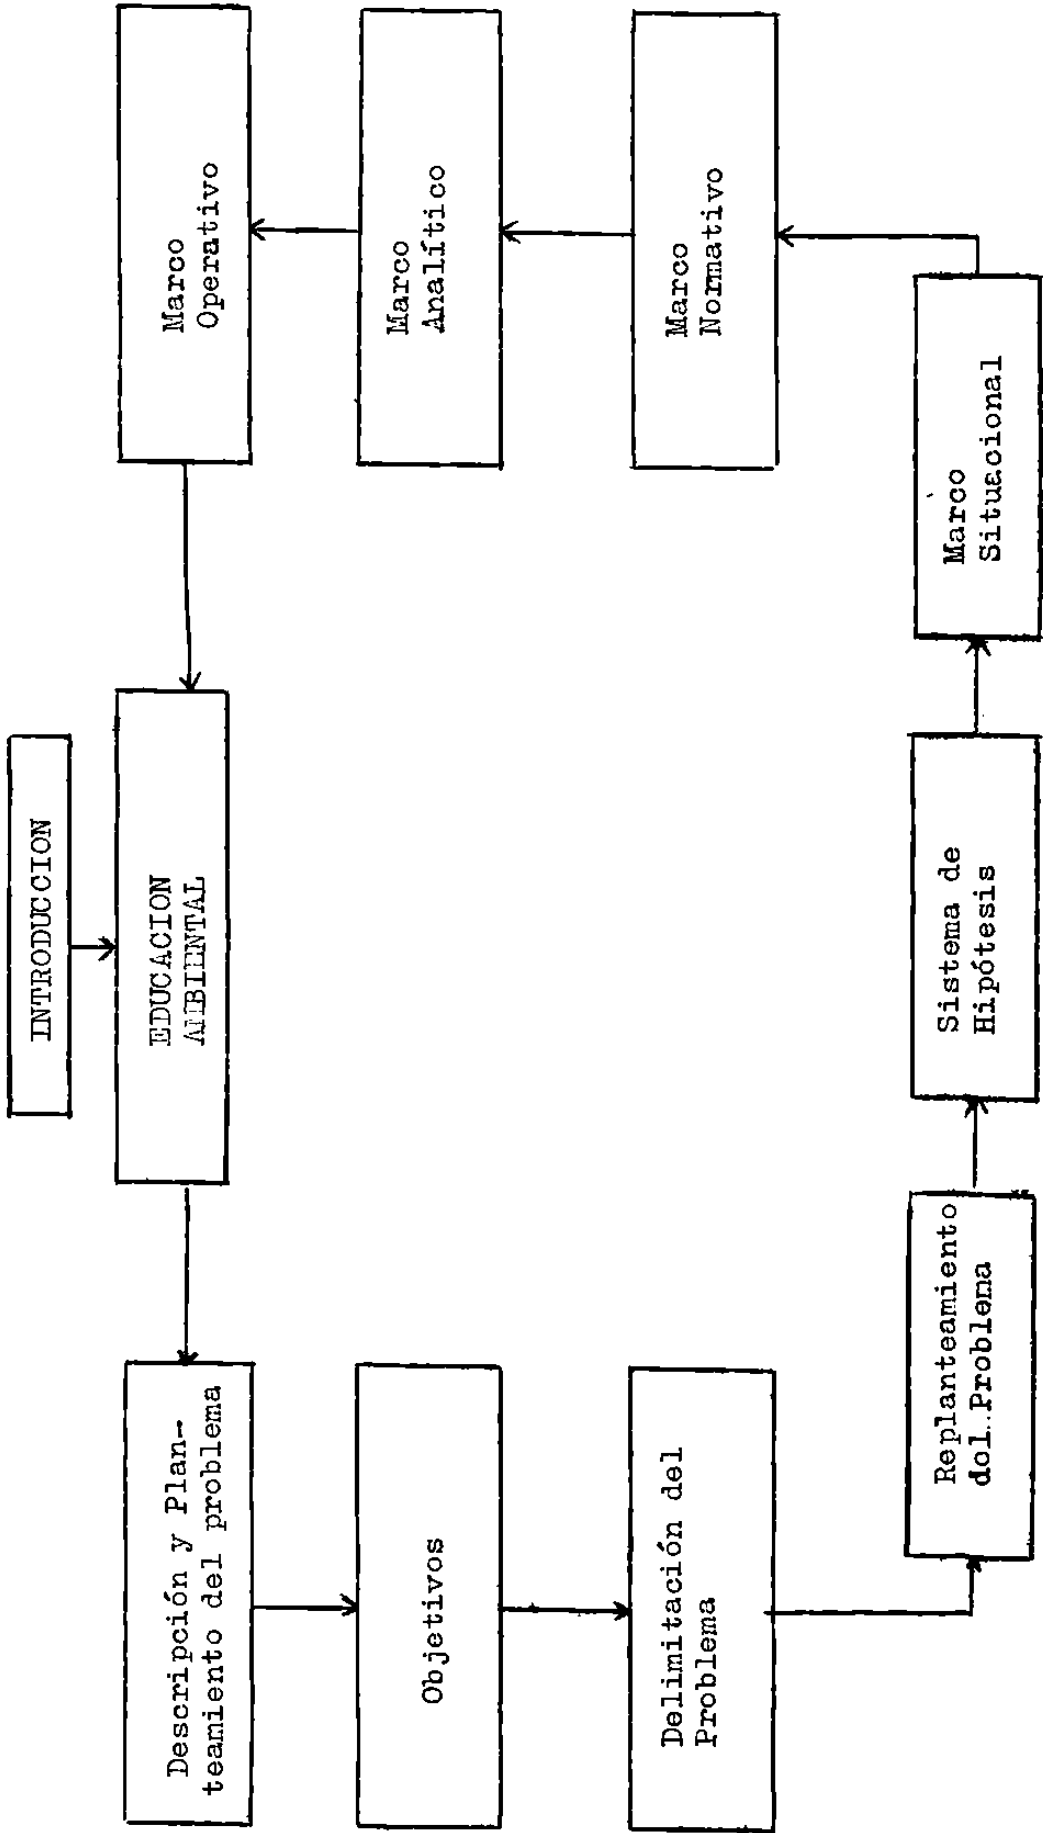 INTRODUCCION
EDUCACION
AMBIENTAL
Descripción y Plan-
teamiento del problema
Objetivos
Delimitación del
Problema
Replanteamiento
dol..Problema
Sistema de
Hipótesis
Marco
Situacional
Marco
Normativo
Marco
Analítico
Marco
Operativo